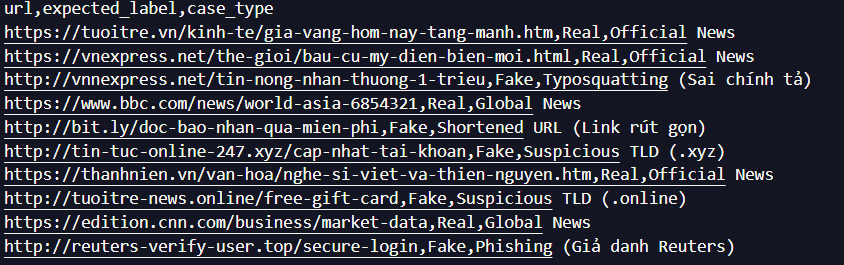 url,expected_label,case_type
https://tuoitre.vn/kinh-te/gia-vang-hom-nay-tang-manh.htm,Real,Official News
https://vnexpress.net/the-gioi/bau-cu-my-dien-bien-moi.html,Real,Official News
http://vnnexpress.net/tin-nong-nhan-thuong-1-trieu,Fake,Typosquatting (Sai chính tả)
https://www.bbc.com/news/world-asia-6854321,Real,Global News
http://bit.ly/doc-bao-nhan-qua-mien-phi,Fake,Shortened URL (Link rút gọn)
http://tin-tuc-online-247.xyz/cap-nhat-tai-khoan,Fake,Suspicious TLD (.xyz)
https://thanhnien.vn/van-hoa/nghe-si-viet-va-thien-nguyen.htm,Real,Official News
http://tuoitre-news.online/free-gift-card,Fake,Suspicious TLD (.online)
https://edition.cnn.com/business/market-data,Real,Global News
http://reuters-verify-user.top/secure-login,Fake,Phishing (Giả danh Reuters)